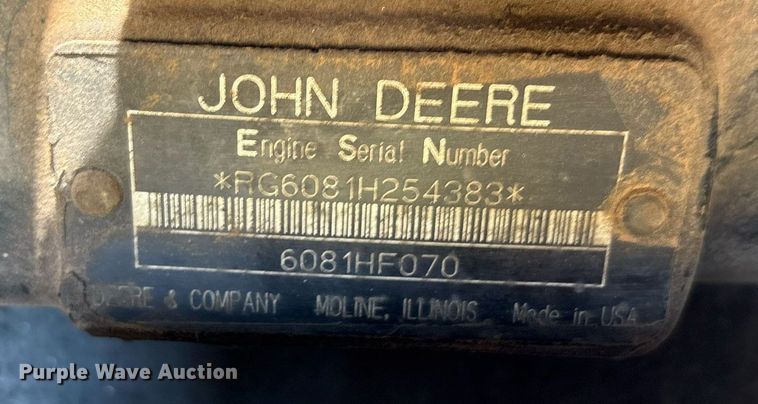 JOHN DEERE
Engine Serial Number
*RG6081H254383*
6081HF070
DEERE & COMPANY MOLINE, ILLINOIS Made in USA
Purple Wave Auction